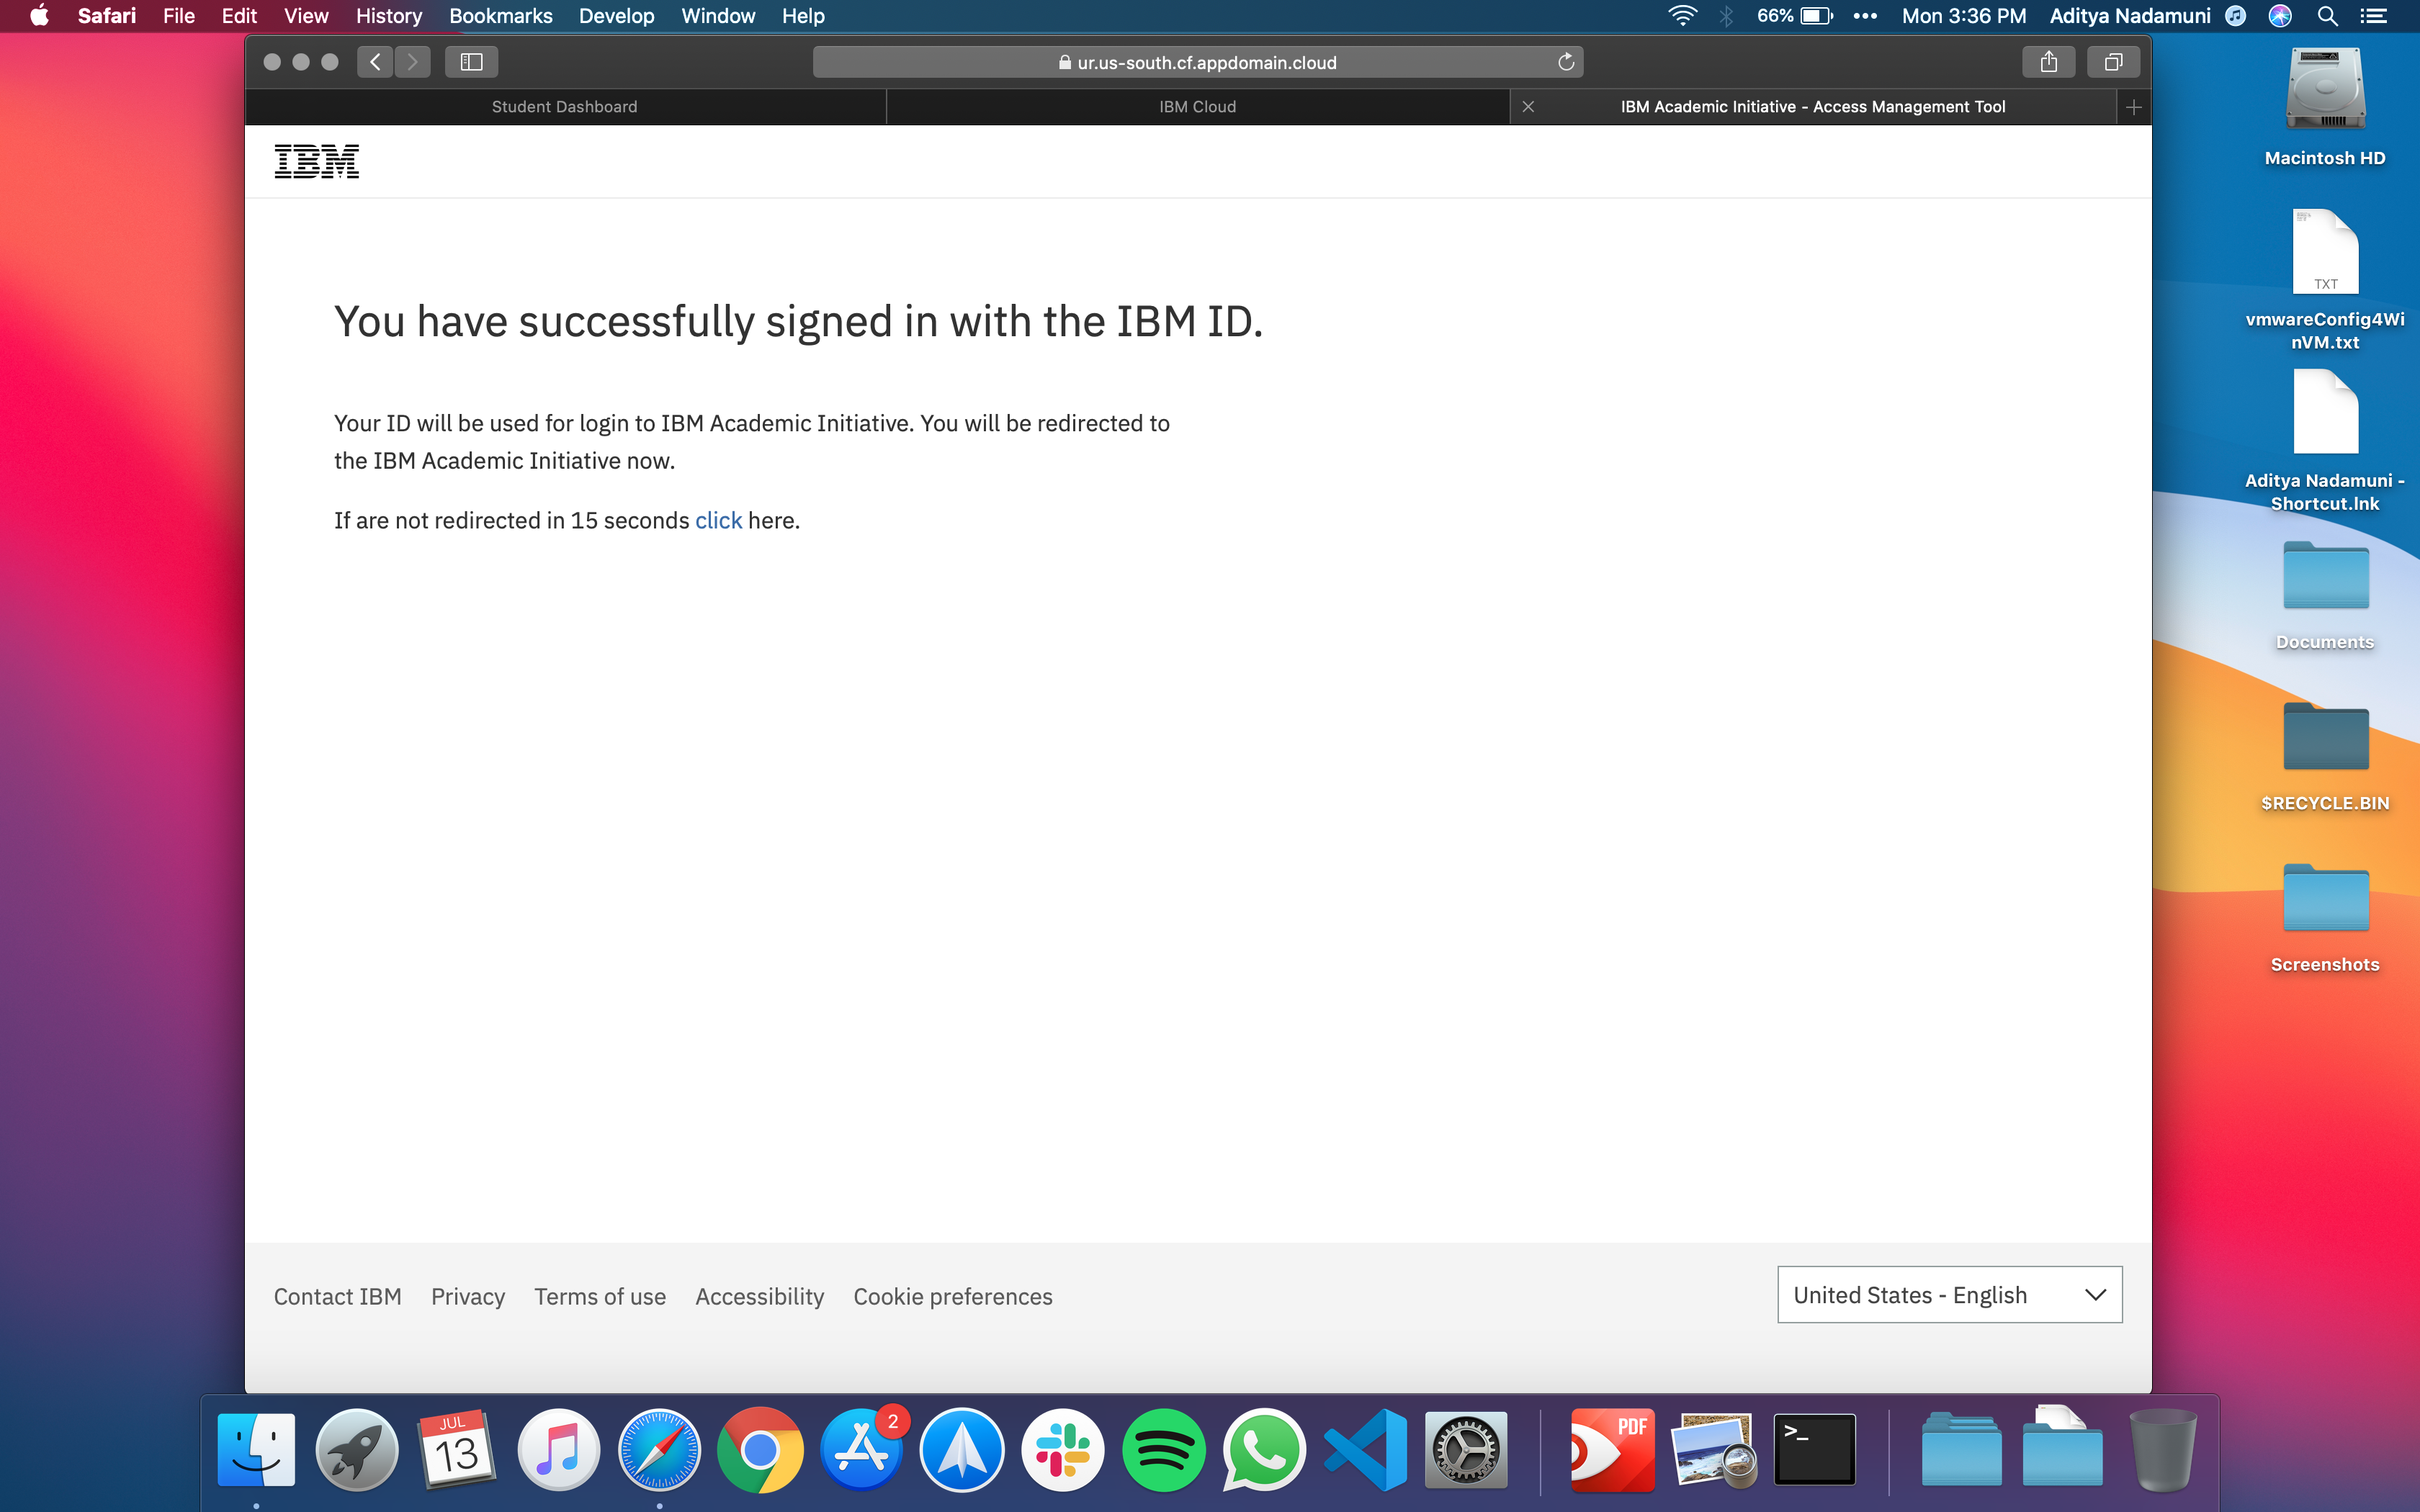 Safari File Edit View History Bookmarks Develop Window Help
66% Mon 3:36 PM Aditya Nadamuni
ur.us-south.cf.appdomain.cloud
Student Dashboard
IBM Cloud
IBM Academic Initiative - Access Management Tool
IBM
You have successfully signed in with the IBM ID.
Your ID will be used for login to IBM Academic Initiative. You will be redirected to
the IBM Academic Initiative now.
If are not redirected in 15 seconds click here.
Contact IBM Privacy Terms of use Accessibility Cookie preferences
United States - English
Macintosh HD
TXT
vmwareConfig4Wi
nVM.txt
Aditya Nadamuni -
Shortcut.lnk
Documents
$RECYCLE.BIN
Screenshots
JUL
13
2
PDF
>_